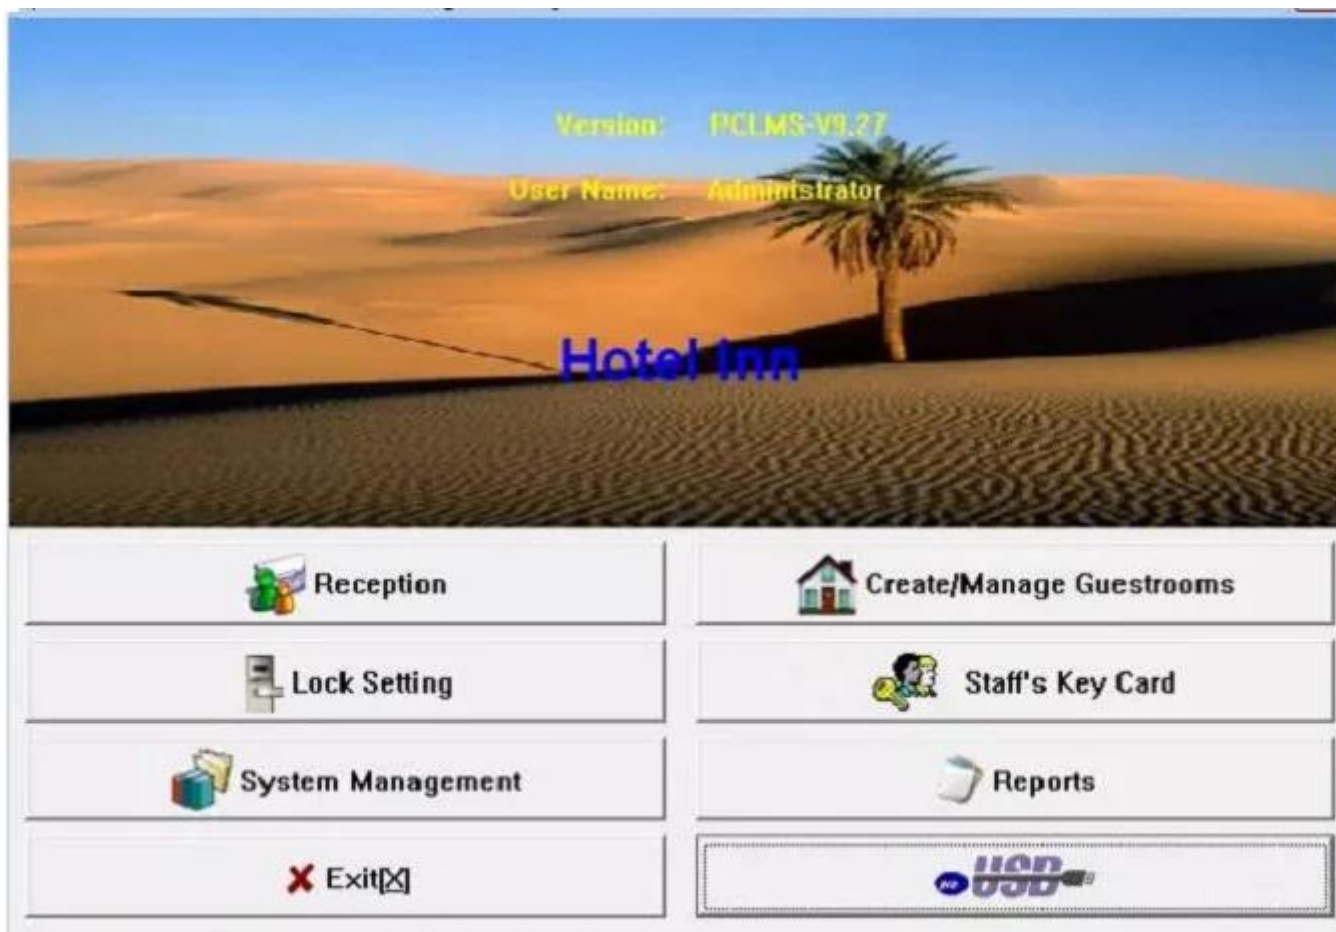 Version: PCLMS-V9.27
User Name: Administrator
Hotel Inn
Reception
Create/Manage Guestrooms
Lock Setting
Staff's Key Card
System Management
Reports
Exit[X]
pro USB